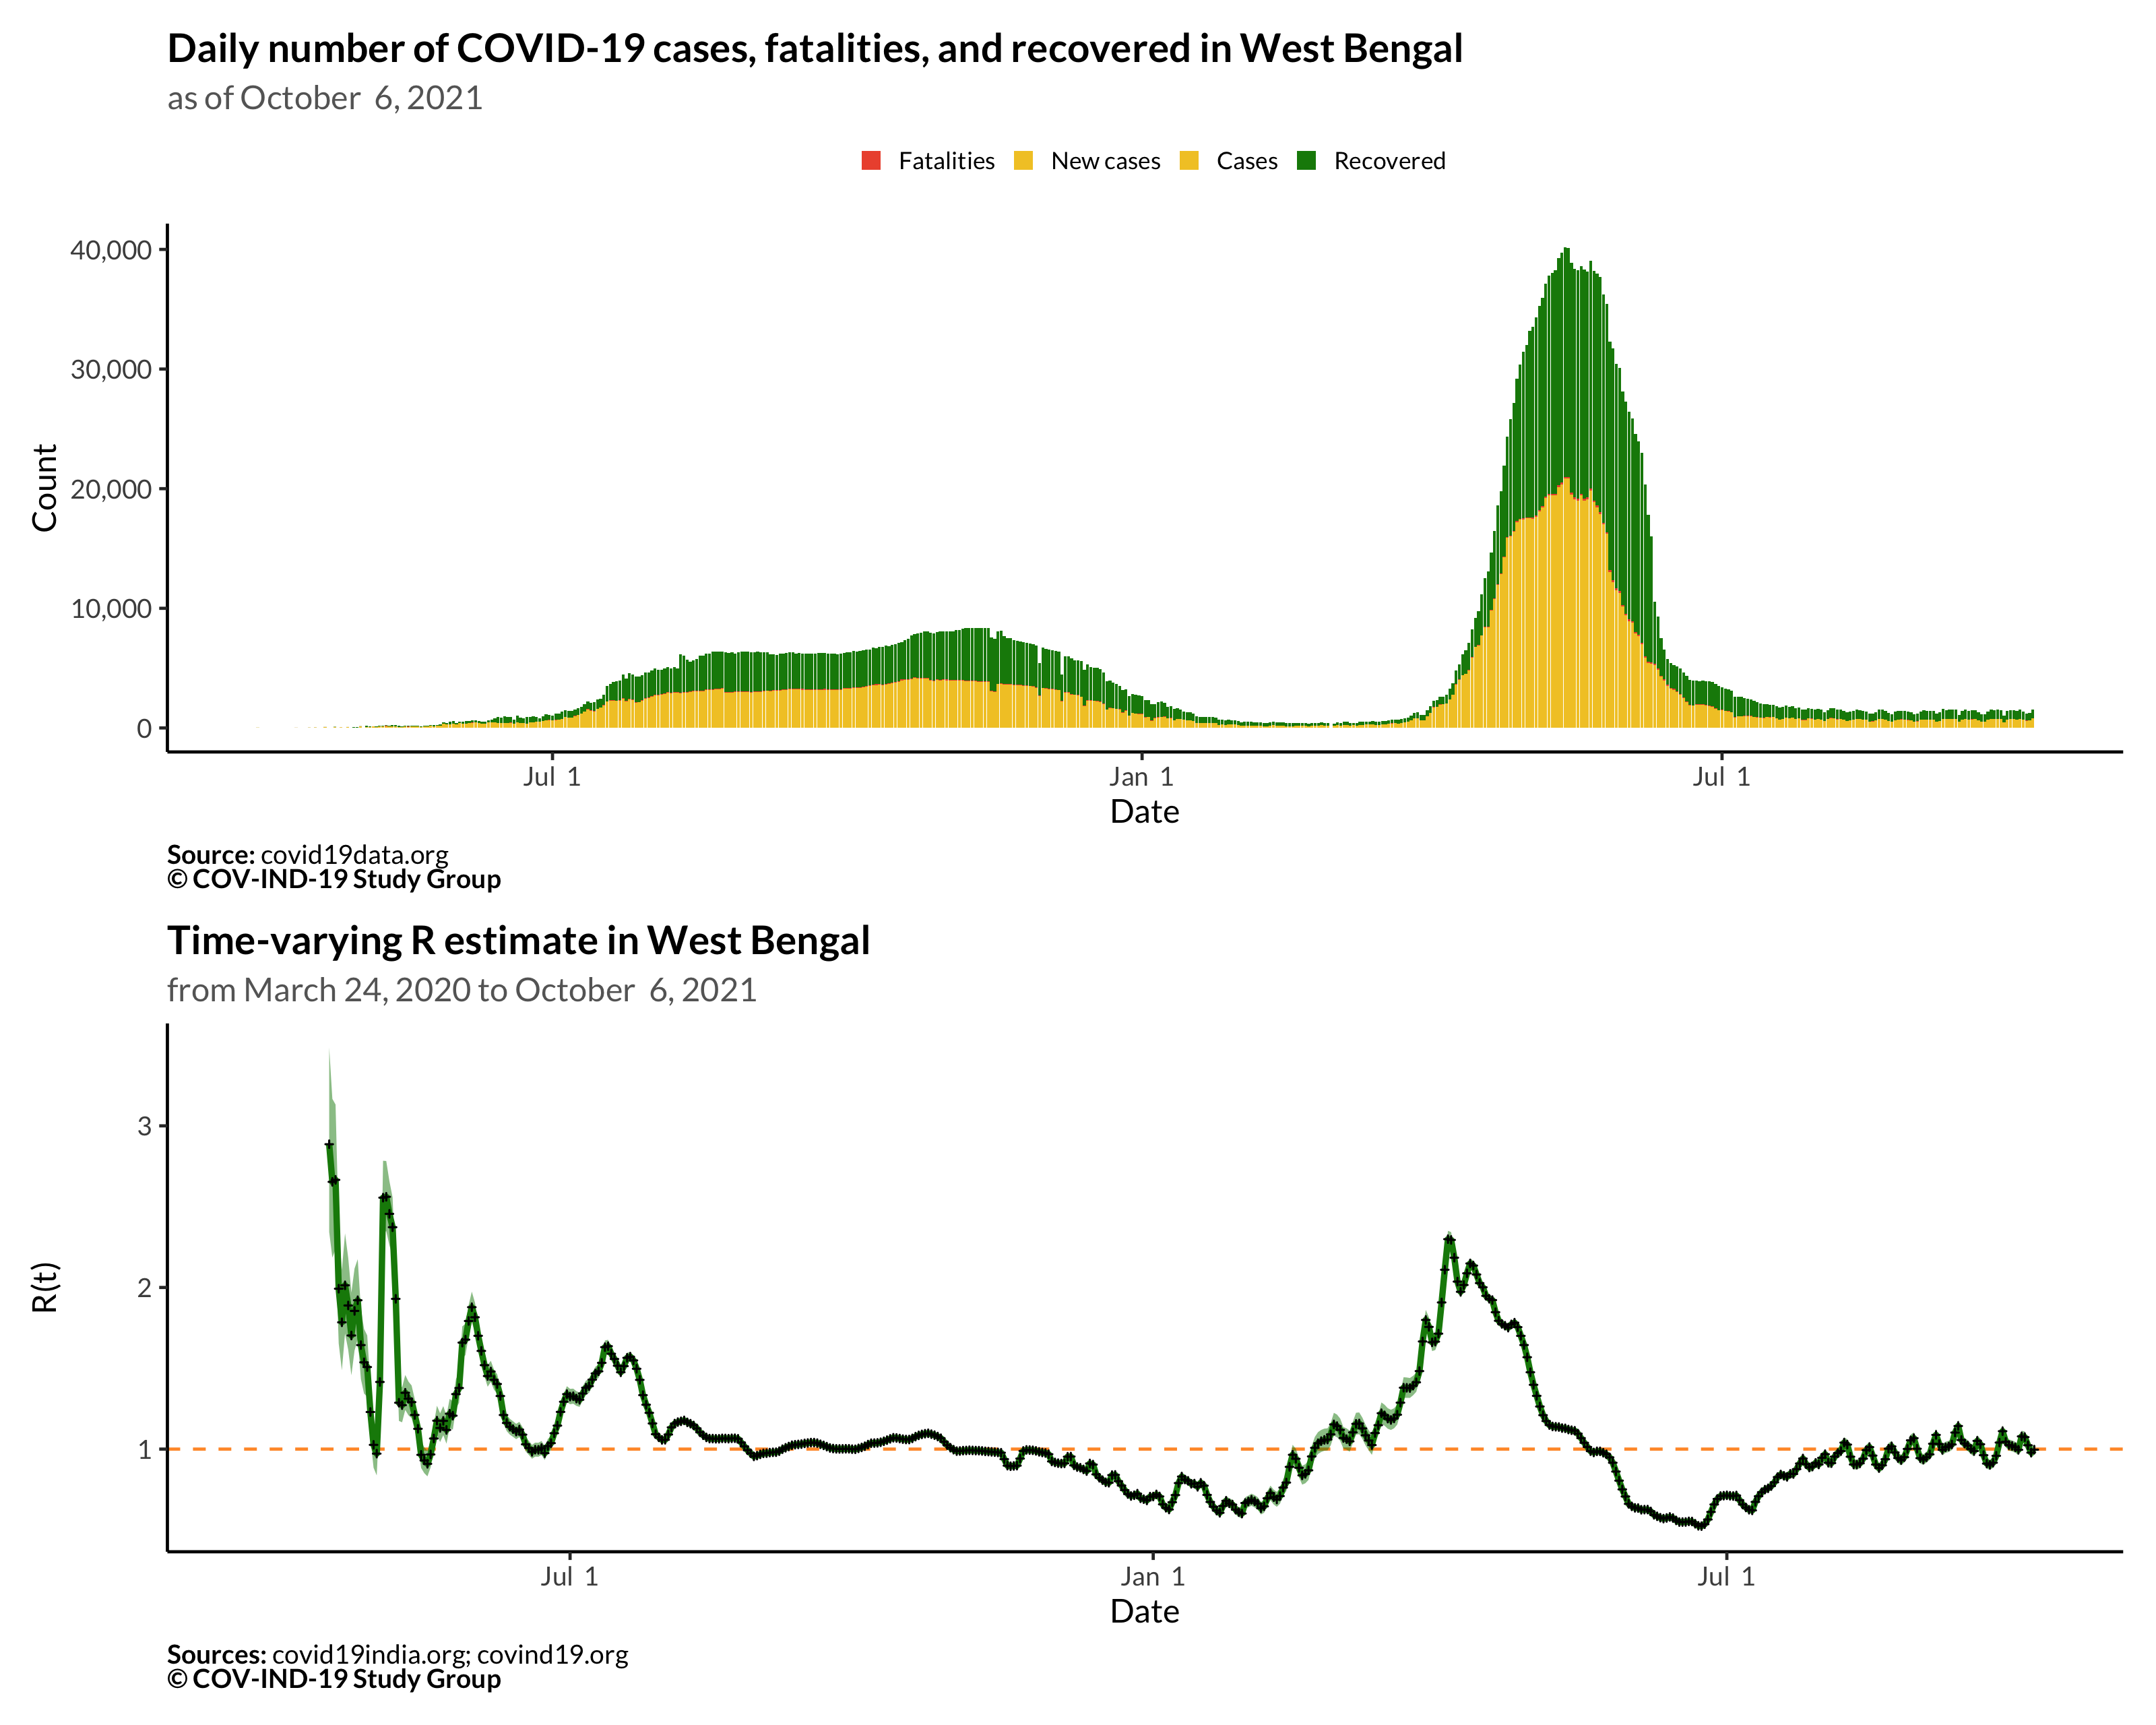 Daily number of COVID-19 cases, fatalities, and recovered in West Bengal
as of October  6, 2021
Fatalities New cases Cases Recovered
40,000
30,000
20,000
10,000
0
Count
Jul  1 Jan  1 Jul  1
Date
Source: covid19data.org
© COV-IND-19 Study Group
Time-varying R estimate in West Bengal
from March 24, 2020 to October  6, 2021
3
2
1
R(t)
Jul  1 Jan  1 Jul  1
Date
Sources: covid19india.org; covind19.org
© COV-IND-19 Study Group